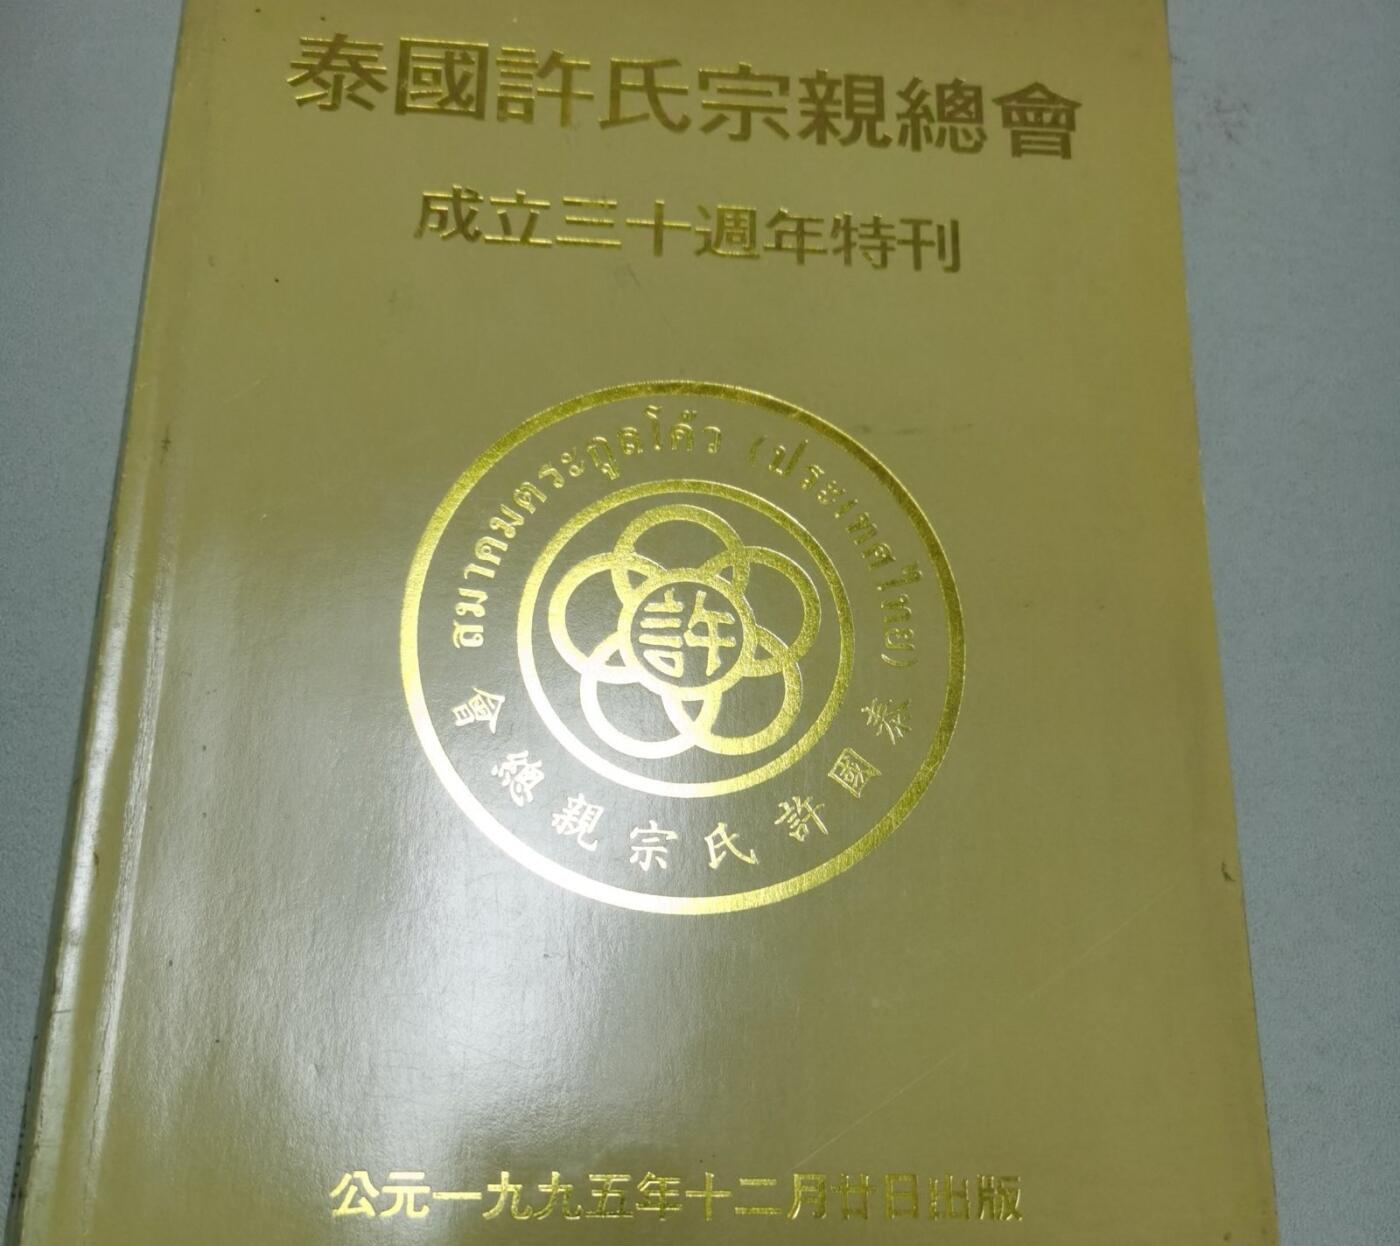 泰國許氏宗親總會
成立三十週年特刊
สมาคมตระกูลโค้ว (ประเทศไทย)
許
泰國許氏宗親總會
公元一九九五年十二月廿日出版